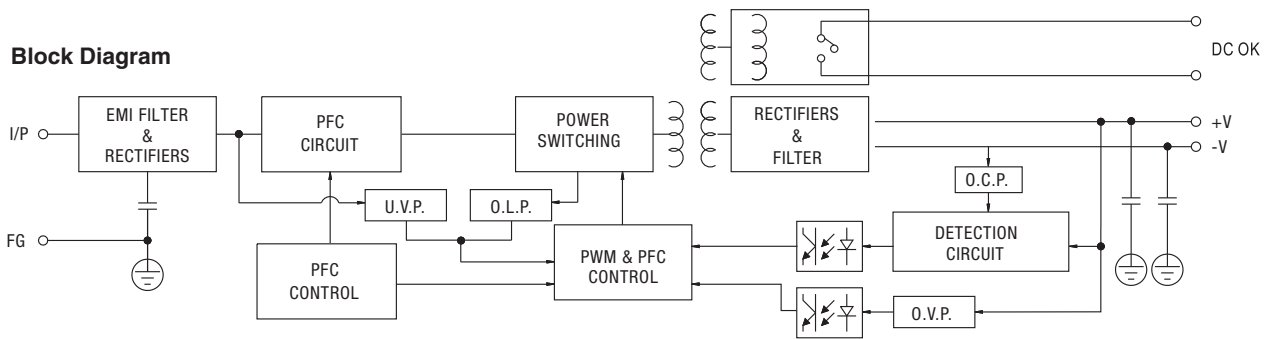 Block Diagram
DC OK
I/P
EMI FILTER
&
RECTIFIERS
PFC
CIRCUIT
POWER
SWITCHING
RECTIFIERS
&
FILTER
+V
-V
U.V.P.
O.L.P.
O.C.P.
FG
PFC
CONTROL
PWM & PFC
CONTROL
DETECTION
CIRCUIT
O.V.P.